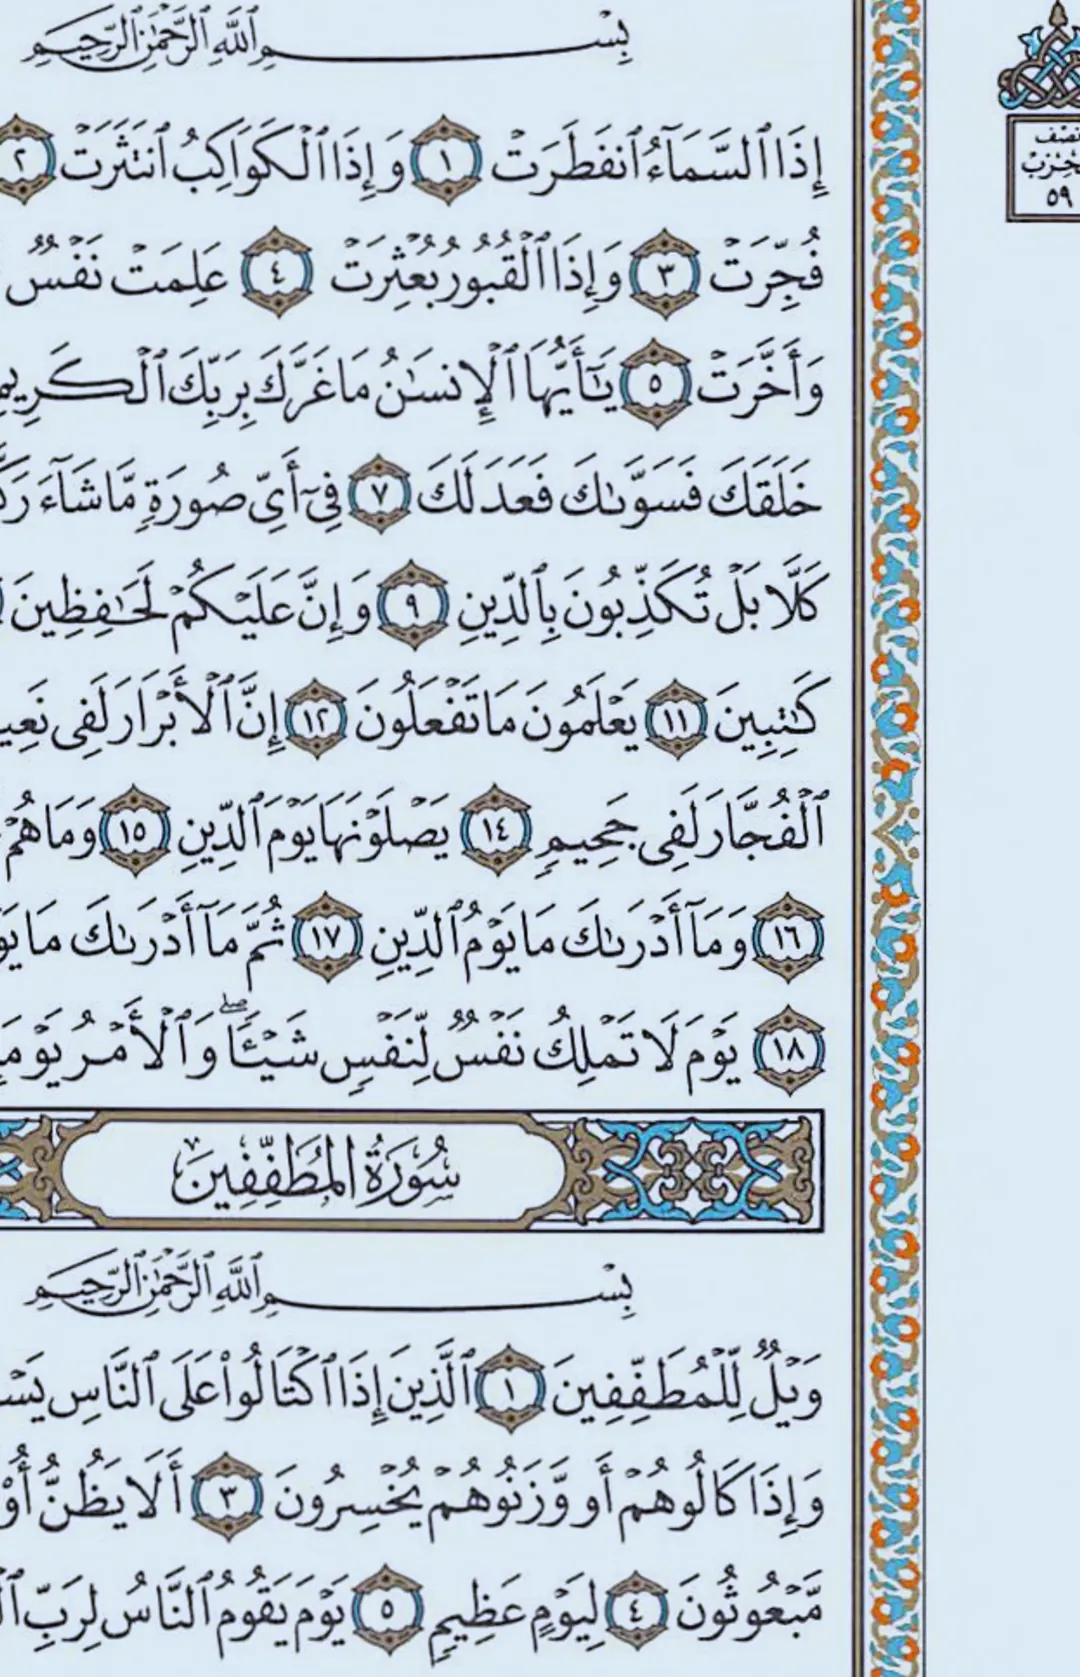 بِسْمِ ٱللَّهِ ٱلرَّحْمَٰنِ ٱلرَّحِيمِ
نِصْف
ٱلْحِزْب
٥٩
إِذَا ٱلسَّمَآءُ ٱنفَطَرَتْ ١ وَإِذَا ٱلْكَوَاكِبُ ٱنتَثَرَتْ ٢
فُجِّرَتْ ٣ وَإِذَا ٱلْقُبُورُ بُعْثِرَتْ ٤ عَلِمَتْ نَفْسٌ
وَأَخَّرَتْ ٥ يَٰٓأَيُّهَا ٱلْإِنسَٰنُ مَا غَرَّكَ بِرَبِّكَ ٱلْكَرِيمِ
خَلَقَكَ فَسَوَّىٰكَ فَعَدَلَكَ ٧ فِىٓ أَىِّ صُورَةٍ مَّا شَآءَ
كَلَّا بَلْ تُكَذِّبُونَ بِٱلدِّينِ ٩ وَإِنَّ عَلَيْكُمْ لَحَٰفِظِينَ
كَٰتِبِينَ ١١ يَعْلَمُونَ مَا تَفْعَلُونَ ١٢ إِنَّ ٱلْأَبْرَارَ لَفِى
ٱلْفُجَّارَ لَفِى جَحِيمٍ ١٤ يَصْلَوْنَهَا يَوْمَ ٱلدِّينِ ١٥ وَمَا هُمْ
١٦ وَمَآ أَدْرَىٰكَ مَا يَوْمُ ٱلدِّينِ ١٧ ثُمَّ مَآ أَدْرَىٰكَ مَا
١٨ يَوْمَ لَا تَمْلِكُ نَفْسٌ لِّنَفْسٍ شَيْـًٔا ۖ وَٱلْأَمْرُ
سُورَةُ المُطَفِّفِينَ
بِسْمِ ٱللَّهِ ٱلرَّحْمَٰنِ ٱلرَّحِيمِ
وَيْلٌ لِّلْمُطَفِّفِينَ ١ ٱلَّذِينَ إِذَا ٱكْتَالُوا۟ عَلَى ٱلنَّاسِ
وَإِذَا كَالُوهُمْ أَو وَّزَنُوهُمْ يُخْسِرُونَ ٣ أَلَا يَظُنُّ
مَّبْعُوثُونَ ٤ لِيَوْمٍ عَظِيمٍ ٥ يَوْمَ يَقُومُ ٱلنَّاسُ لِرَبِّ